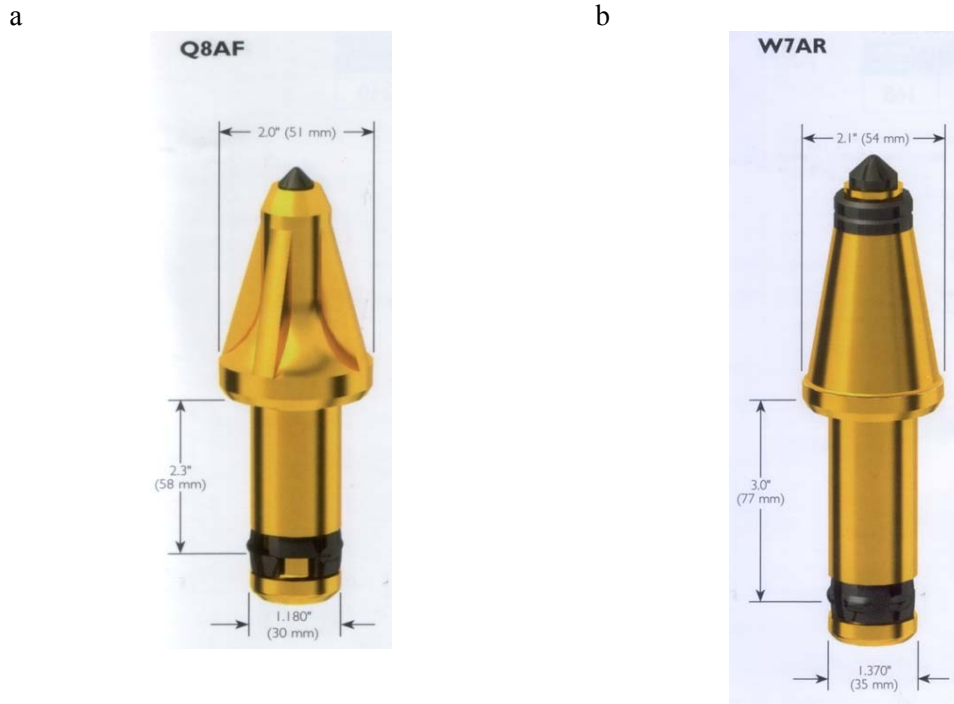 a
b
Q8AF
W7AR
2.0" (51 mm)
2.1" (54 mm)
2.3"
(58 mm)
3.0"
(77 mm)
1.180"
(30 mm)
1.370"
(35 mm)